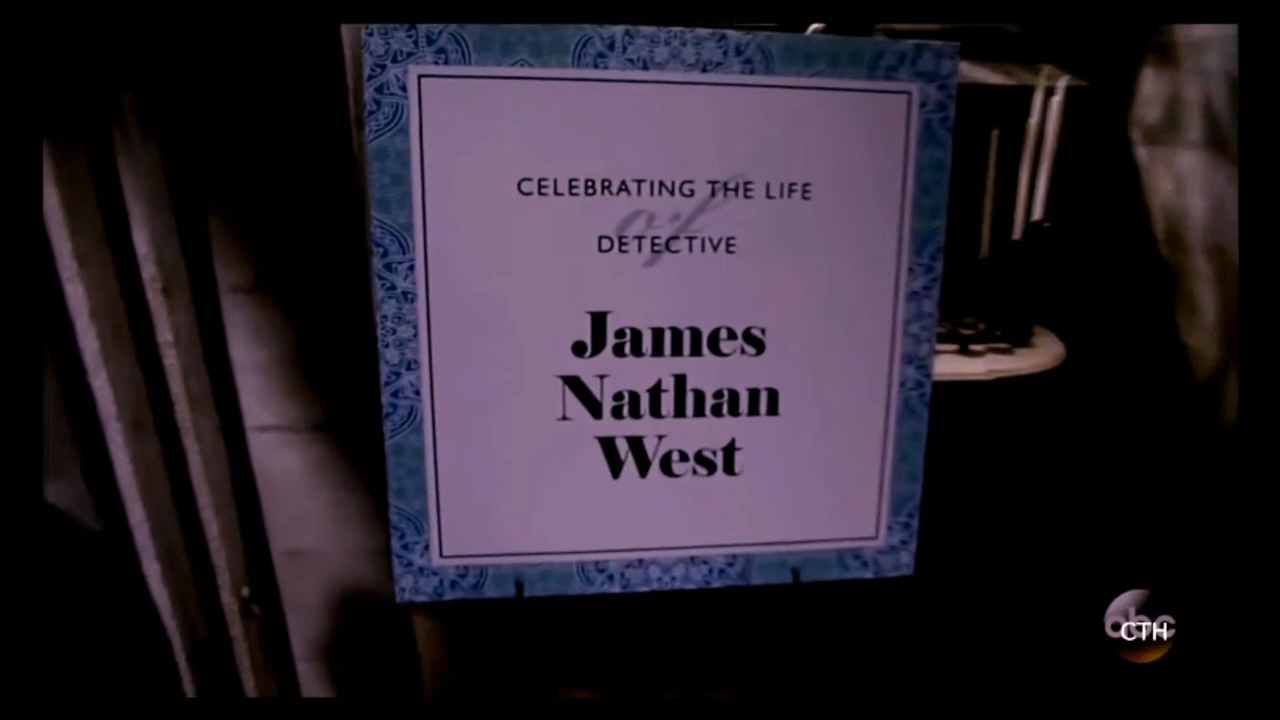 CELEBRATING THE LIFE
of
DETECTIVE
James
Nathan
West
abc
CTH